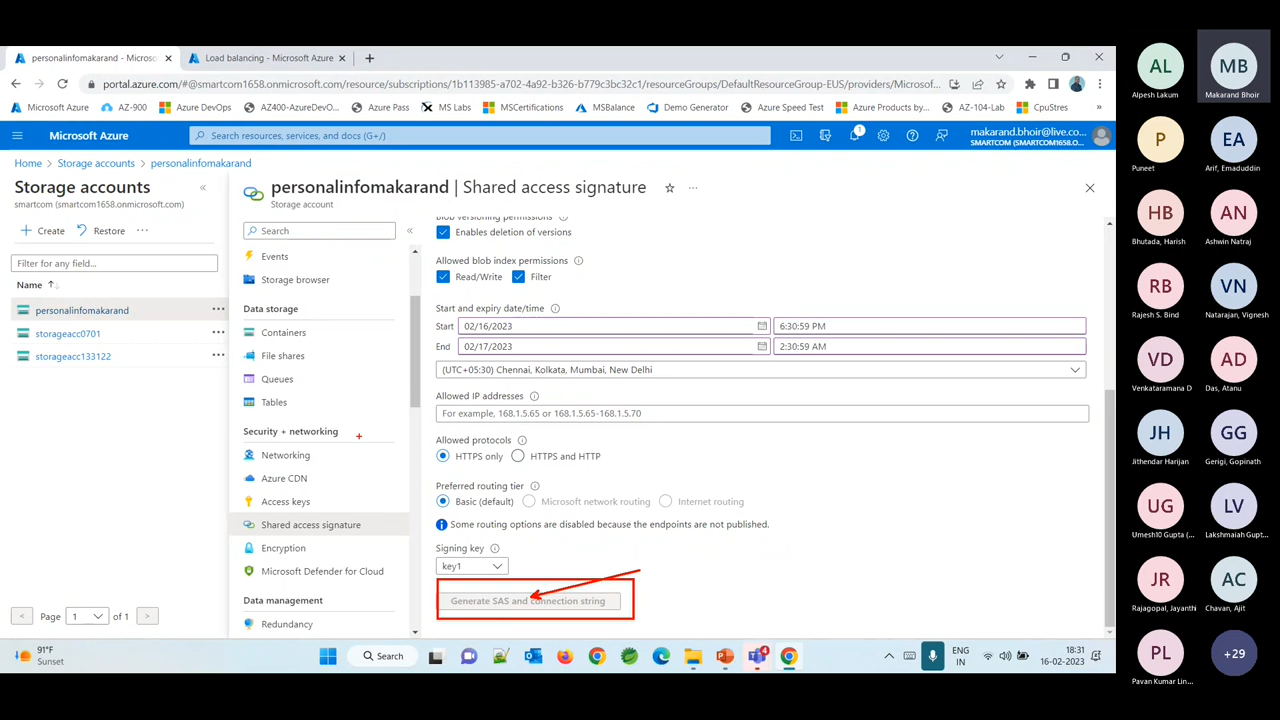 personalinfomakarand - Microso
Load balancing - Microsoft Azure
portal.azure.com/#@smartcom1658.onmicrosoft.com/resource/subscriptions/1b113985-a702-4a92-b326-b779c3bc32c1/resourceGroups/DefaultResourceGroup-EUS/providers/Microsof...
Microsoft Azure
AZ-900
Azure DevOps
AZ400-AzureDevO...
Azure Pass
MS Labs
MSCertifications
MSBalance
Demo Generator
Azure Speed Test
Azure Products by...
AZ-104-Lab
CpuStres
»
Microsoft Azure
Search resources, services, and docs (G+/)
1
makarand.bhoir@live.co...
SMARTCOM (SMARTCOM1658.O...
Home > Storage accounts > personalinfomakarand
Storage accounts
smartcom (smartcom1658.onmicrosoft.com)
+ Create
Restore
...
Filter for any field...
Name
personalinfomakarand
storageacc0701
storageacc133122
< Page 1 of 1 >
personalinfomakarand | Shared access signature
Storage account
Search
Events
Storage browser
Data storage
Containers
File shares
Queues
Tables
Security + networking
Networking
Azure CDN
Access keys
Shared access signature
Encryption
Microsoft Defender for Cloud
Data management
Redundancy
Blob versioning permissions
Enables deletion of versions
Allowed blob index permissions
Read/Write
Filter
Start and expiry date/time
Start 02/16/2023 6:30:59 PM
End 02/17/2023 2:30:59 AM
(UTC+05:30) Chennai, Kolkata, Mumbai, New Delhi
Allowed IP addresses
For example, 168.1.5.65 or 168.1.5.65-168.1.5.70
Allowed protocols
HTTPS only
HTTPS and HTTP
Preferred routing tier
Basic (default)
Microsoft network routing
Internet routing
Some routing options are disabled because the endpoints are not published.
Signing key
key1
Generate SAS and connection string
91°F
Sunset
Search
4
ENG
IN
18:31
16-02-2023
AL
Alpesh Lakum
MB
Makarand Bhoir
P
Puneet
EA
Arif, Emaduddin
HB
Bhutada, Harish
AN
Ashwin Natraj
RB
Rajesh S. Bind
VN
Natarajan, Vignesh
VD
Venkataramana D
AD
Das, Atanu
JH
Jithendar Harijan
GG
Gerigi, Gopinath
UG
Umesh10 Gupta (...
LV
Lakshmaiah Gupt...
JR
Rajagopal, Jayanthi
AC
Chavan, Ajit
PL
Pavan Kumar Lin...
+29